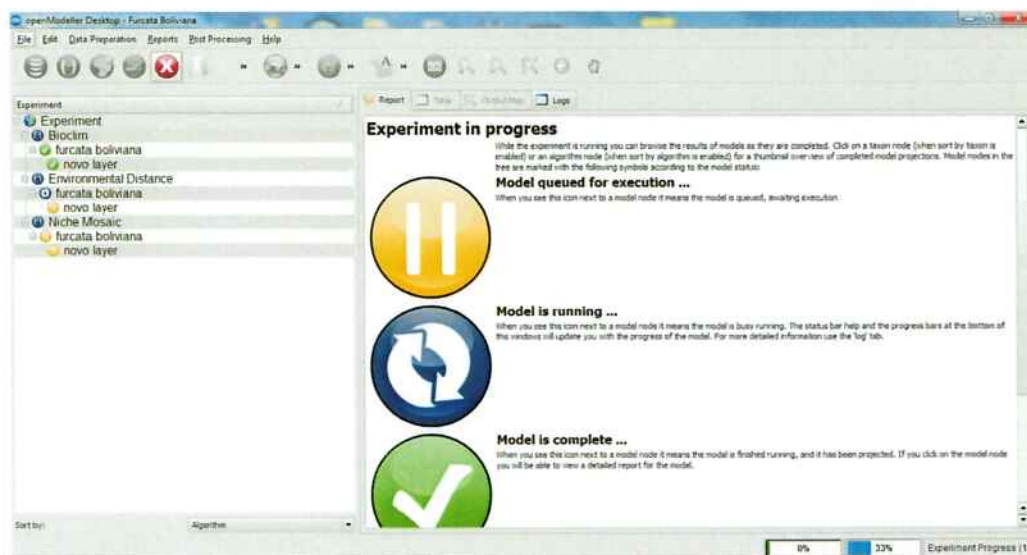 openModeller Desktop - Furcata Boliviana
File Edit Data Preparation Reports Post Processing Help
Experiment
Experiment
Bioclim
furcata boliviana
novo layer
Environmental Distance
furcata boliviana
novo layer
Niche Mosaic
furcata boliviana
novo layer
Sort by: Algorithm
Report Output Map Logs
Experiment in progress
While the experiment is running you can browse the results of models as they are completed. Click on a taxon node (when sort by taxon is
enabled) or an algorithm node (when sort by algorithm is enabled) for a thumbnail overview of completed model projections. Model nodes in the
tree are marked with the following symbols according to the model status:
Model queued for execution ...
When you see this icon next to a model node it means the model is queued, awaiting execution
Model is running ...
When you see this icon next to a model node it means the model is busy running. The status bar help and the progress bars at the bottom of
this windows will update you with the progress of the model. For more detailed information use the 'log' tab.
Model is complete ...
When you see this icon next to a model node it means the model is finished running, and it has been projected. If you click on the model node
you will be able to view a detailed report for the model.
0% 33% Experiment Progress (1